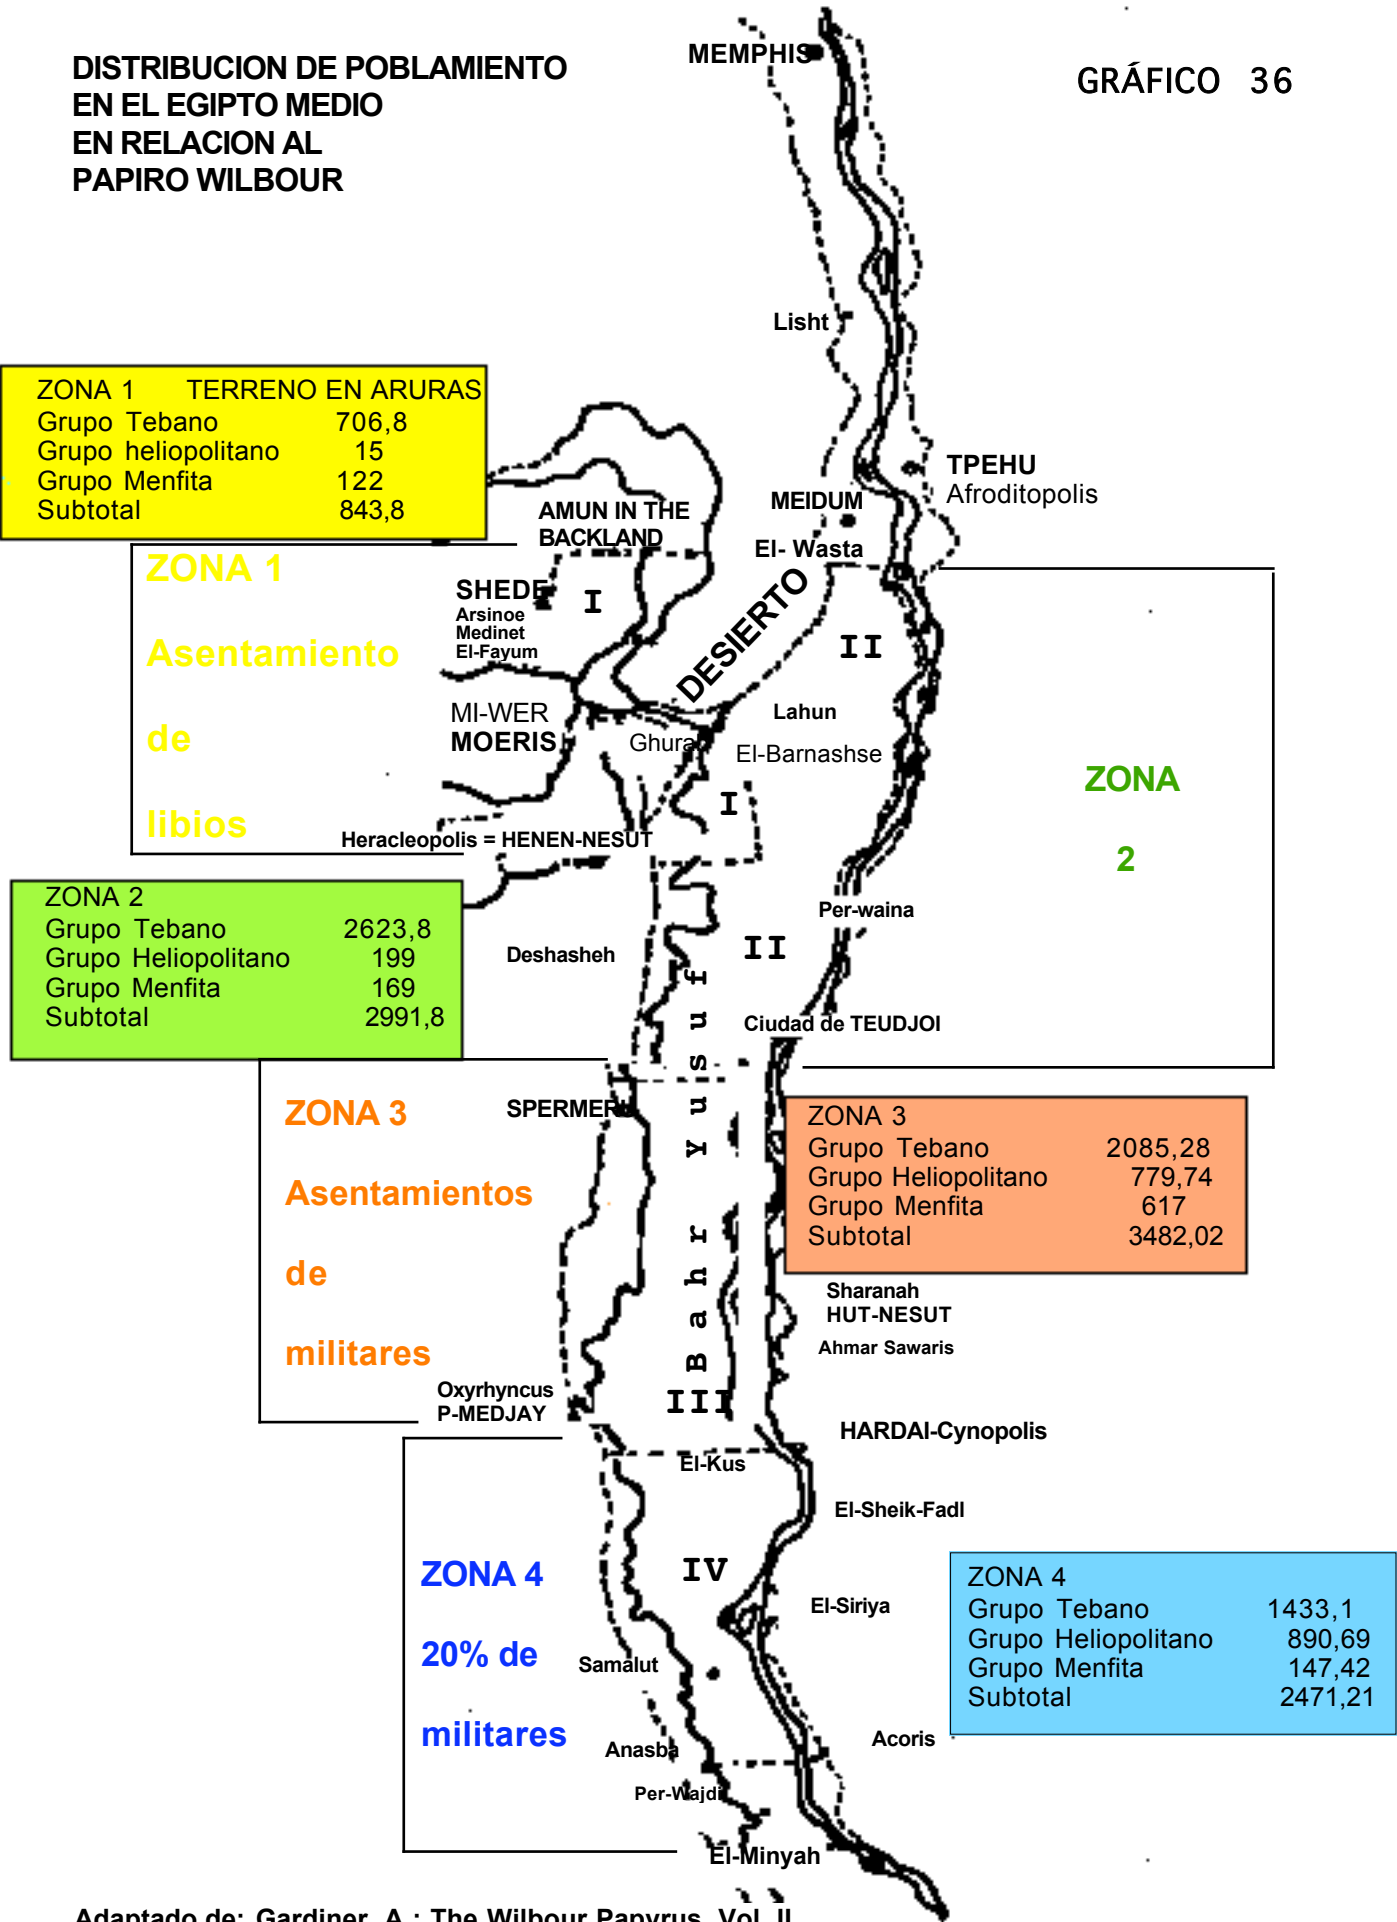 DISTRIBUCION DE POBLAMIENTO
EN EL EGIPTO MEDIO
EN RELACION AL
PAPIRO WILBOUR
GRÁFICO 36
MEMPHIS
Lisht
ZONA 1 TERRENO EN ARURAS
Grupo Tebano 706,8
Grupo heliopolitano 15
Grupo Menfita 122
Subtotal 843,8
TPEHU
Afroditopolis
MEIDUM
El- Wasta
AMUN IN THE
BACKLAND
ZONA 1
Asentamiento
de
libios
SHEDE
Arsinoe
Medinet
El-Fayum
I
DESIERTO
II
MI-WER
MOERIS
Ghura
Lahun
El-Barnashse
I
ZONA
2
Heracleopolis = HENEN-NESUT
ZONA 2
Grupo Tebano 2623,8
Grupo Heliopolitano 199
Grupo Menfita 169
Subtotal 2991,8
Per-waina
Deshasheh
II
Ciudad de TEUDJOI
Bahr yusuf
ZONA 3
Asentamientos
de
militares
SPERMERU
ZONA 3
Grupo Tebano 2085,28
Grupo Heliopolitano 779,74
Grupo Menfita 617
Subtotal 3482,02
Sharanah
HUT-NESUT
Ahmar Sawaris
Oxyrhyncus
P-MEDJAY
III
HARDAI-Cynopolis
El-Kus
El-Sheik-Fadl
ZONA 4
20% de
militares
IV
El-Siriya
ZONA 4
Grupo Tebano 1433,1
Grupo Heliopolitano 890,69
Grupo Menfita 147,42
Subtotal 2471,21
Samalut
Acoris
Anasba
Per-Wajdi
El-Minyah
Adaptado de: Gardiner, A.: The Wilbour Papyrus, Vol. II